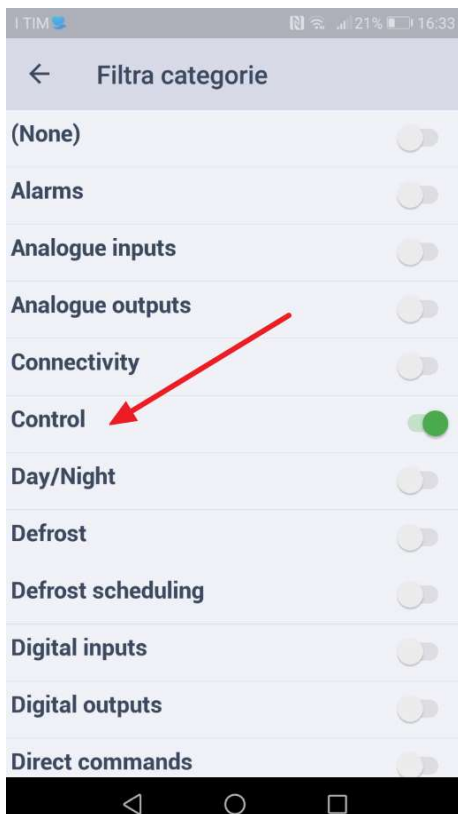 I TIM 21% 16:33
Filtra categorie
(None)
Alarms
Analogue inputs
Analogue outputs
Connectivity
Control
Day/Night
Defrost
Defrost scheduling
Digital inputs
Digital outputs
Direct commands